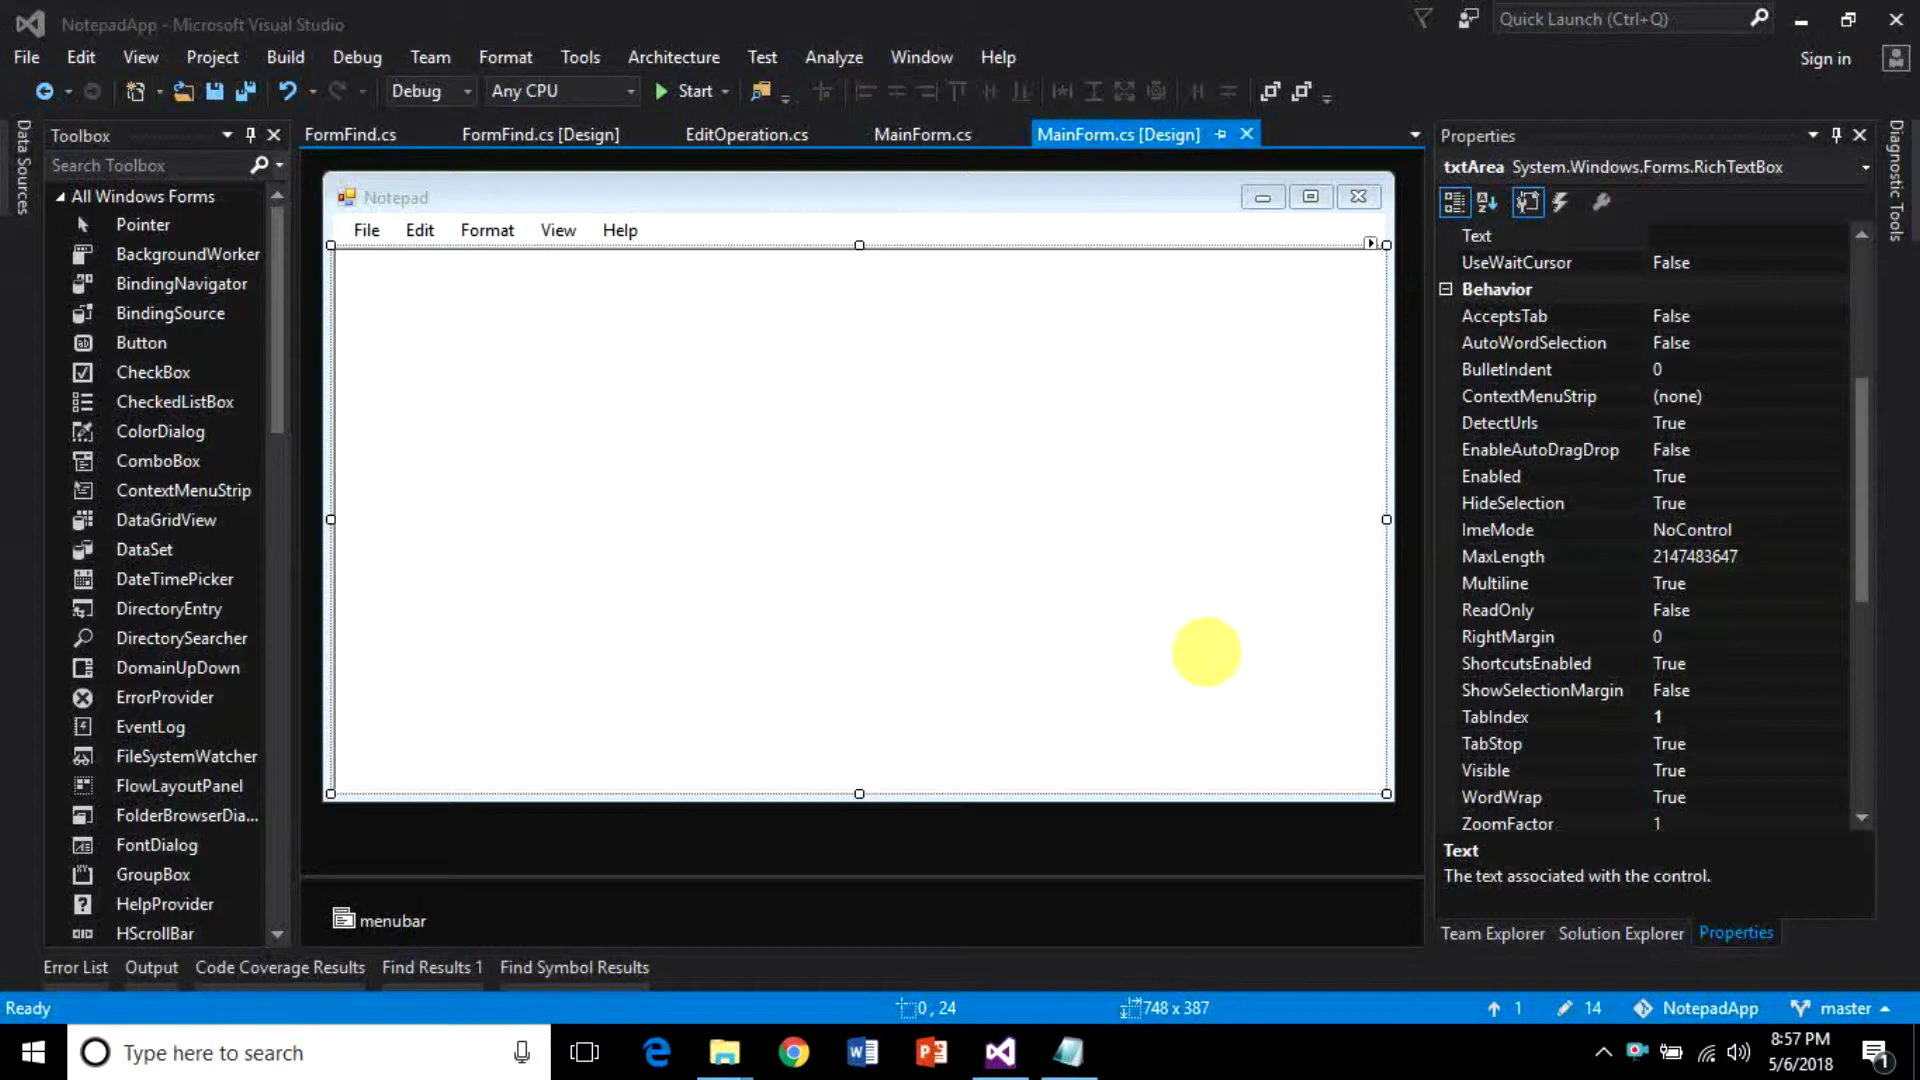 NotepadApp - Microsoft Visual Studio
Quick Launch (Ctrl+Q)
File Edit View Project Build Debug Team Format Tools Architecture Test Analyze Window Help
Sign in
Debug Any CPU Start
Data Sources
Toolbox
Search Toolbox
All Windows Forms
Pointer
BackgroundWorker
BindingNavigator
BindingSource
Button
CheckBox
CheckedListBox
ColorDialog
ComboBox
ContextMenuStrip
DataGridView
DataSet
DateTimePicker
DirectoryEntry
DirectorySearcher
DomainUpDown
ErrorProvider
EventLog
FileSystemWatcher
FlowLayoutPanel
FolderBrowserDia...
FontDialog
GroupBox
HelpProvider
HScrollBar
FormFind.cs FormFind.cs [Design] EditOperation.cs MainForm.cs MainForm.cs [Design]
Notepad
File Edit Format View Help
menubar
Properties
txtArea System.Windows.Forms.RichTextBox
Text
UseWaitCursor False
Behavior
AcceptsTab False
AutoWordSelection False
BulletIndent 0
ContextMenuStrip (none)
DetectUrls True
EnableAutoDragDrop False
Enabled True
HideSelection True
ImeMode NoControl
MaxLength 2147483647
Multiline True
ReadOnly False
RightMargin 0
ShortcutsEnabled True
ShowSelectionMargin False
TabIndex 1
TabStop True
Visible True
WordWrap True
ZoomFactor 1
Text
The text associated with the control.
Team Explorer Solution Explorer Properties
Diagnostic Tools
Error List Output Code Coverage Results Find Results 1 Find Symbol Results
Ready 0 , 24 748 x 387 1 14 NotepadApp master
Type here to search
8:57 PM
5/6/2018
1